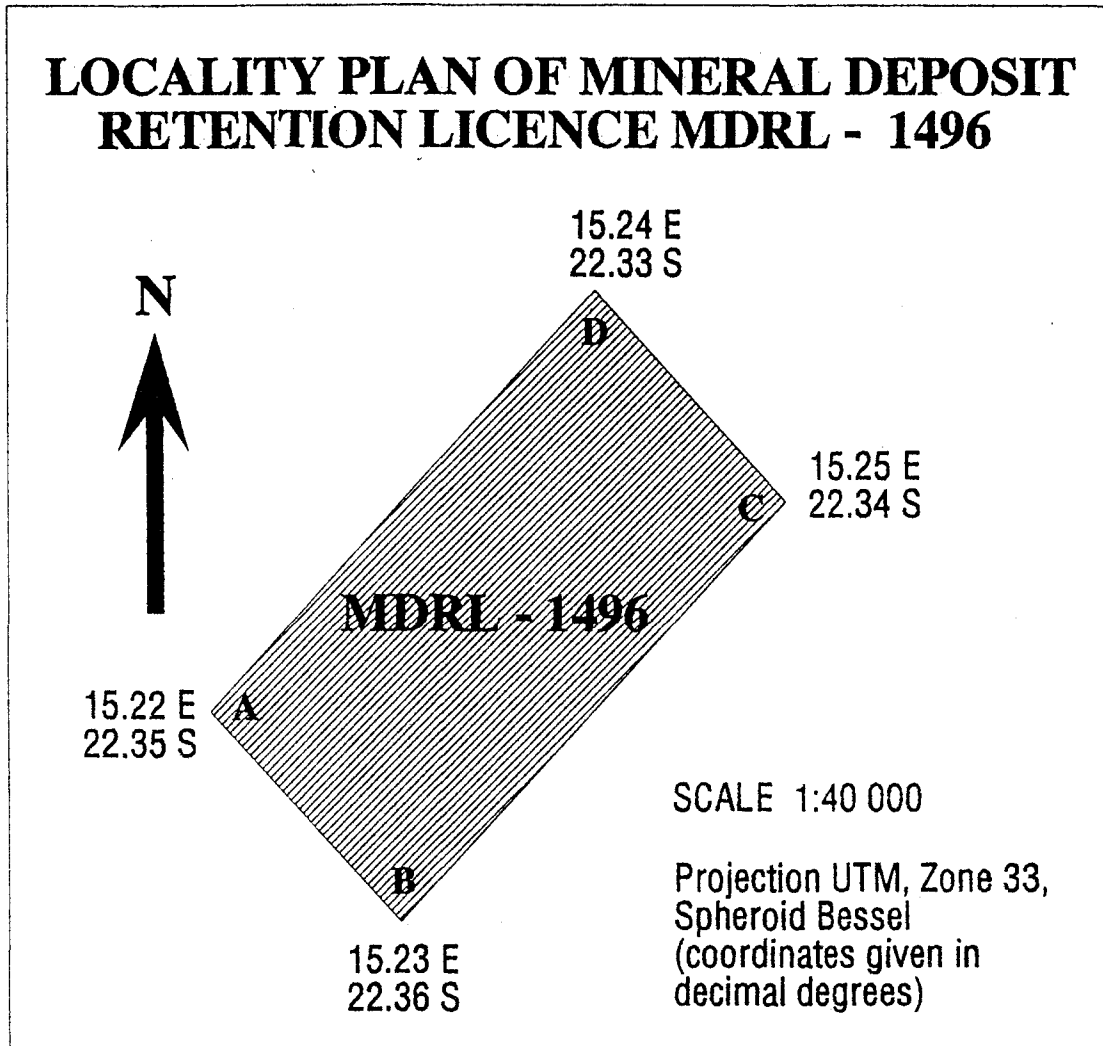 LOCALITY PLAN OF MINERAL DEPOSIT
RETENTION LICENCE MDRL - 1496
15.24 E
22.33 S
N
D
15.25 E
22.34 S
C
MDRL - 1496
15.22 E
22.35 S
A
SCALE 1:40 000
B
Projection UTM, Zone 33,
Spheroid Bessel
(coordinates given in
decimal degrees)
15.23 E
22.36 S